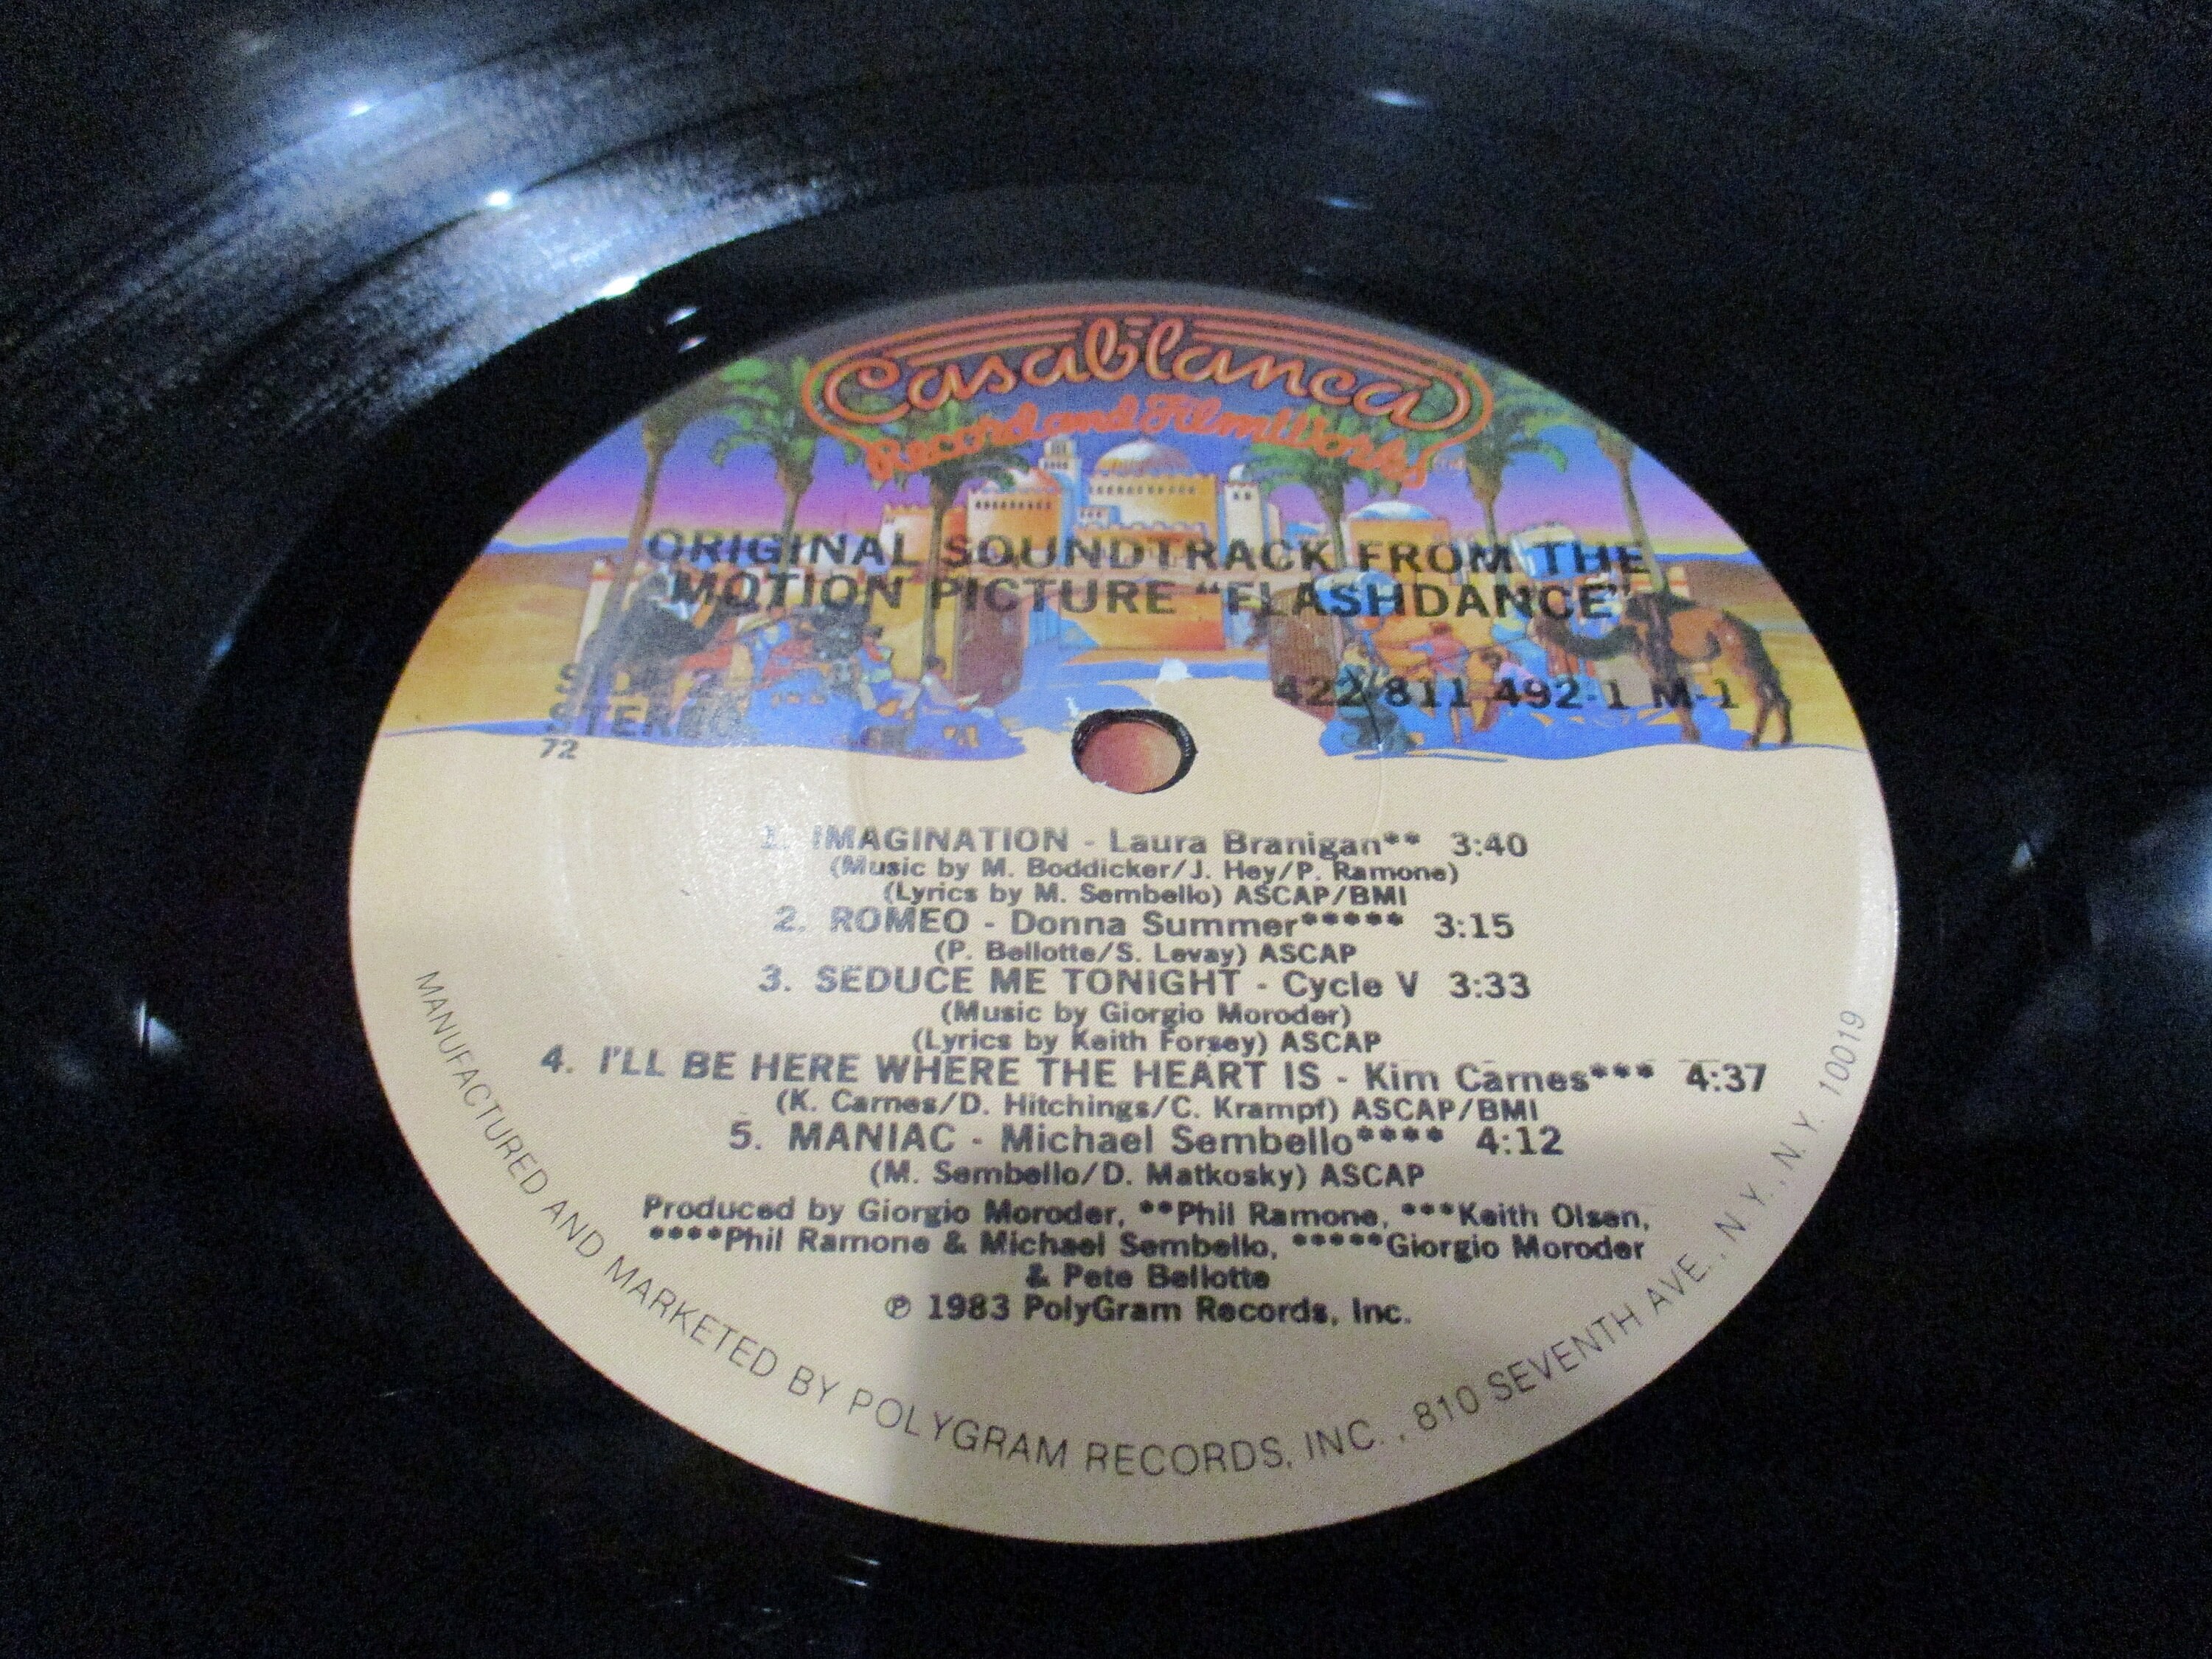 Casablanca
Record and FilmWorks
ORIGINAL SOUNDTRACK FROM THE
MOTION PICTURE "FLASHDANCE"
SIDE 2
STEREO
72
422 811 492-1 M-1
1. IMAGINATION - Laura Branigan** 3:40
(Music by M. Boddicker/J. Hey/P. Ramone)
(Lyrics by M. Sembello) ASCAP/BMI
2. ROMEO - Donna Summer***** 3:15
(P. Bellotte/S. Levay) ASCAP
3. SEDUCE ME TONIGHT - Cycle V 3:33
(Music by Giorgio Moroder)
(Lyrics by Keith Forsey) ASCAP
4. I'LL BE HERE WHERE THE HEART IS - Kim Carnes*** 4:37
(K. Carnes/D. Hitchings/C. Krampf) ASCAP/BMI
5. MANIAC - Michael Sembello**** 4:12
(M. Sembello/D. Matkosky) ASCAP
Produced by Giorgio Moroder, **Phil Ramone, ***Keith Olsen,
****Phil Ramone & Michael Sembello, *****Giorgio Moroder
& Pete Bellotte
℗ 1983 PolyGram Records, Inc.
MANUFACTURED AND MARKETED BY POLYGRAM RECORDS, INC., 810 SEVENTH AVE., N.Y., N.Y. 10019